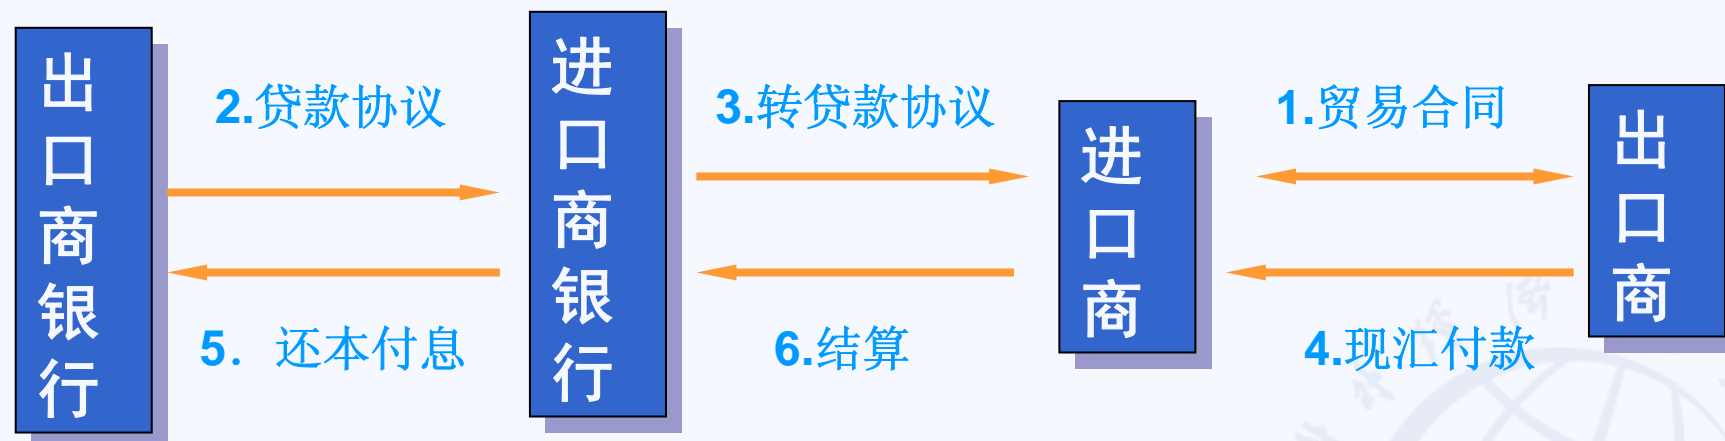 出口商银行
2.贷款协议
5. 还本付息
进口商银行
3.转贷款协议
6.结算
进口商
1.贸易合同
4.现汇付款
出口商